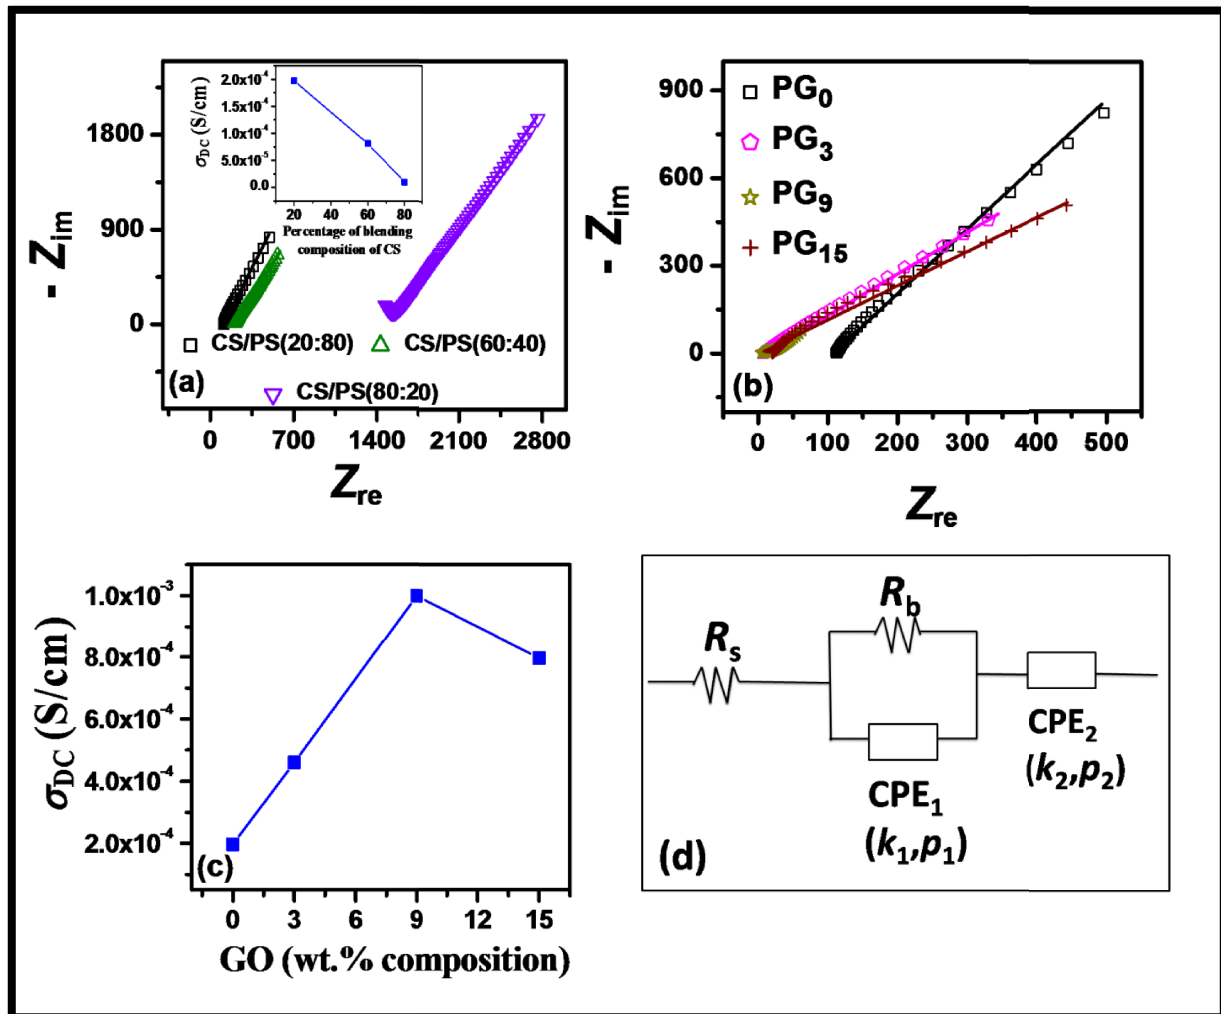 2.0x10⁻⁴
1.5x10⁻⁴
1.0x10⁻⁴
5.0x10⁻⁵
0.0
σDC (S/cm)
20 40 60 80
Percentage of blending
composition of CS
1800
900
0
- Zim
CS/PS(20:80) CS/PS(60:40)
CS/PS(80:20)
(a)
0 700 1400 2100 2800
Zre
900
600
300
0
- Zim
PG0
PG3
PG9
PG15
(b)
0 100 200 300 400 500
Zre
1.0x10⁻³
8.0x10⁻⁴
6.0x10⁻⁴
4.0x10⁻⁴
2.0x10⁻⁴
σDC (S/cm)
(c)
0 3 6 9 12 15
GO (wt.% composition)
Rs
Rb
CPE1
(k1,p1)
CPE2
(k2,p2)
(d)